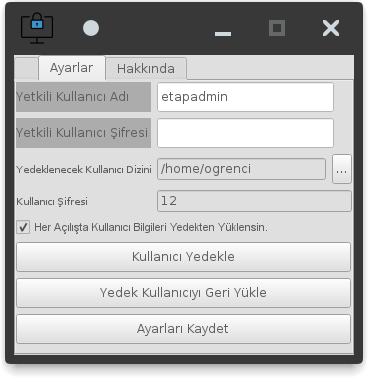 Ayarlar Hakkında
Yetkili Kullanıcı Adı etapadmin
Yetkili Kullanıcı Şifresi
Yedeklenecek Kullanıcı Dizini /home/ogrenci ...
Kullanıcı Şifresi 12
Her Açılışta Kullanıcı Bilgileri Yedekten Yüklensin.
Kullanıcı Yedekle
Yedek Kullanıcıyı Geri Yükle
Ayarları Kaydet